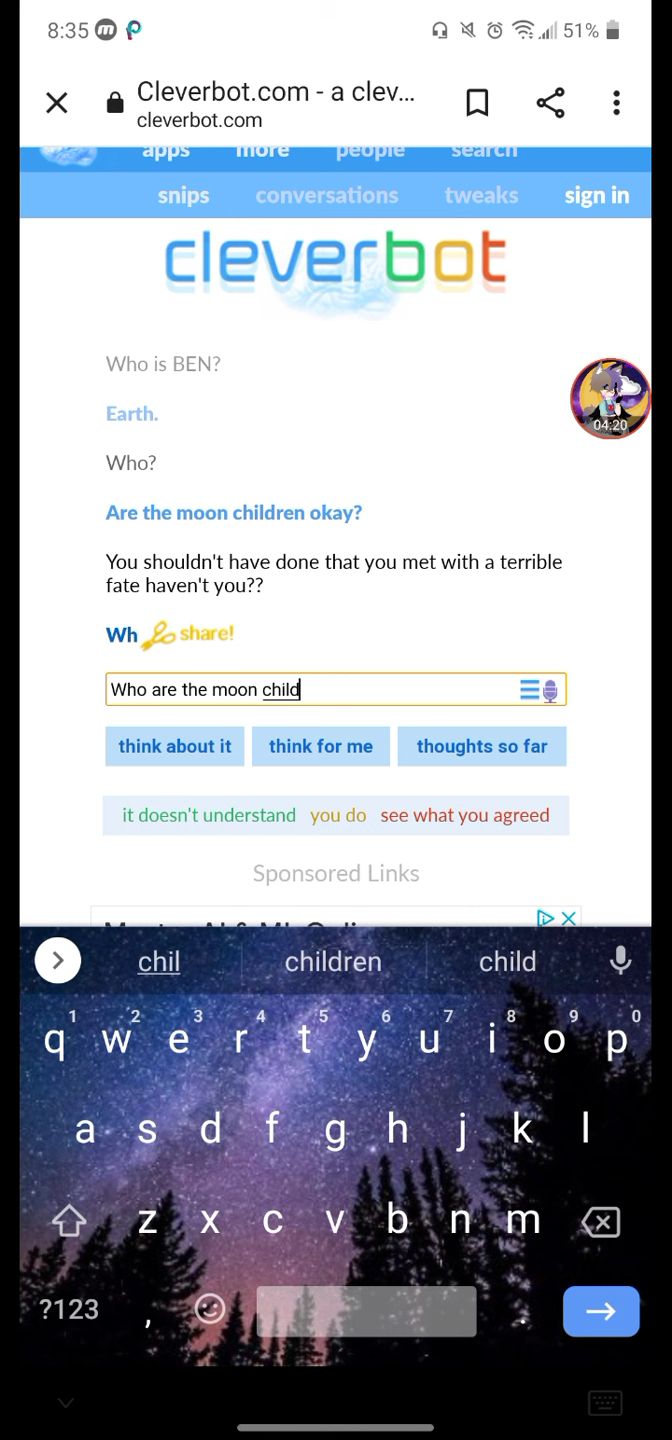 8:35 51%
Cleverbot.com - a clev...
cleverbot.com
apps more people search
snips conversations tweaks sign in
cleverbot
Who is BEN?
Earth.
Who?
04:20
Are the moon children okay?
You shouldn't have done that you met with a terrible
fate haven't you??
Wh share!
Who are the moon child
think about it think for me thoughts so far
it doesn't understand you do see what you agreed
Sponsored Links
chil children child
1 2 3 4 5 6 7 8 9 0
q w e r t y u i o p
a s d f g h j k l
z x c v b n m
?123 , .